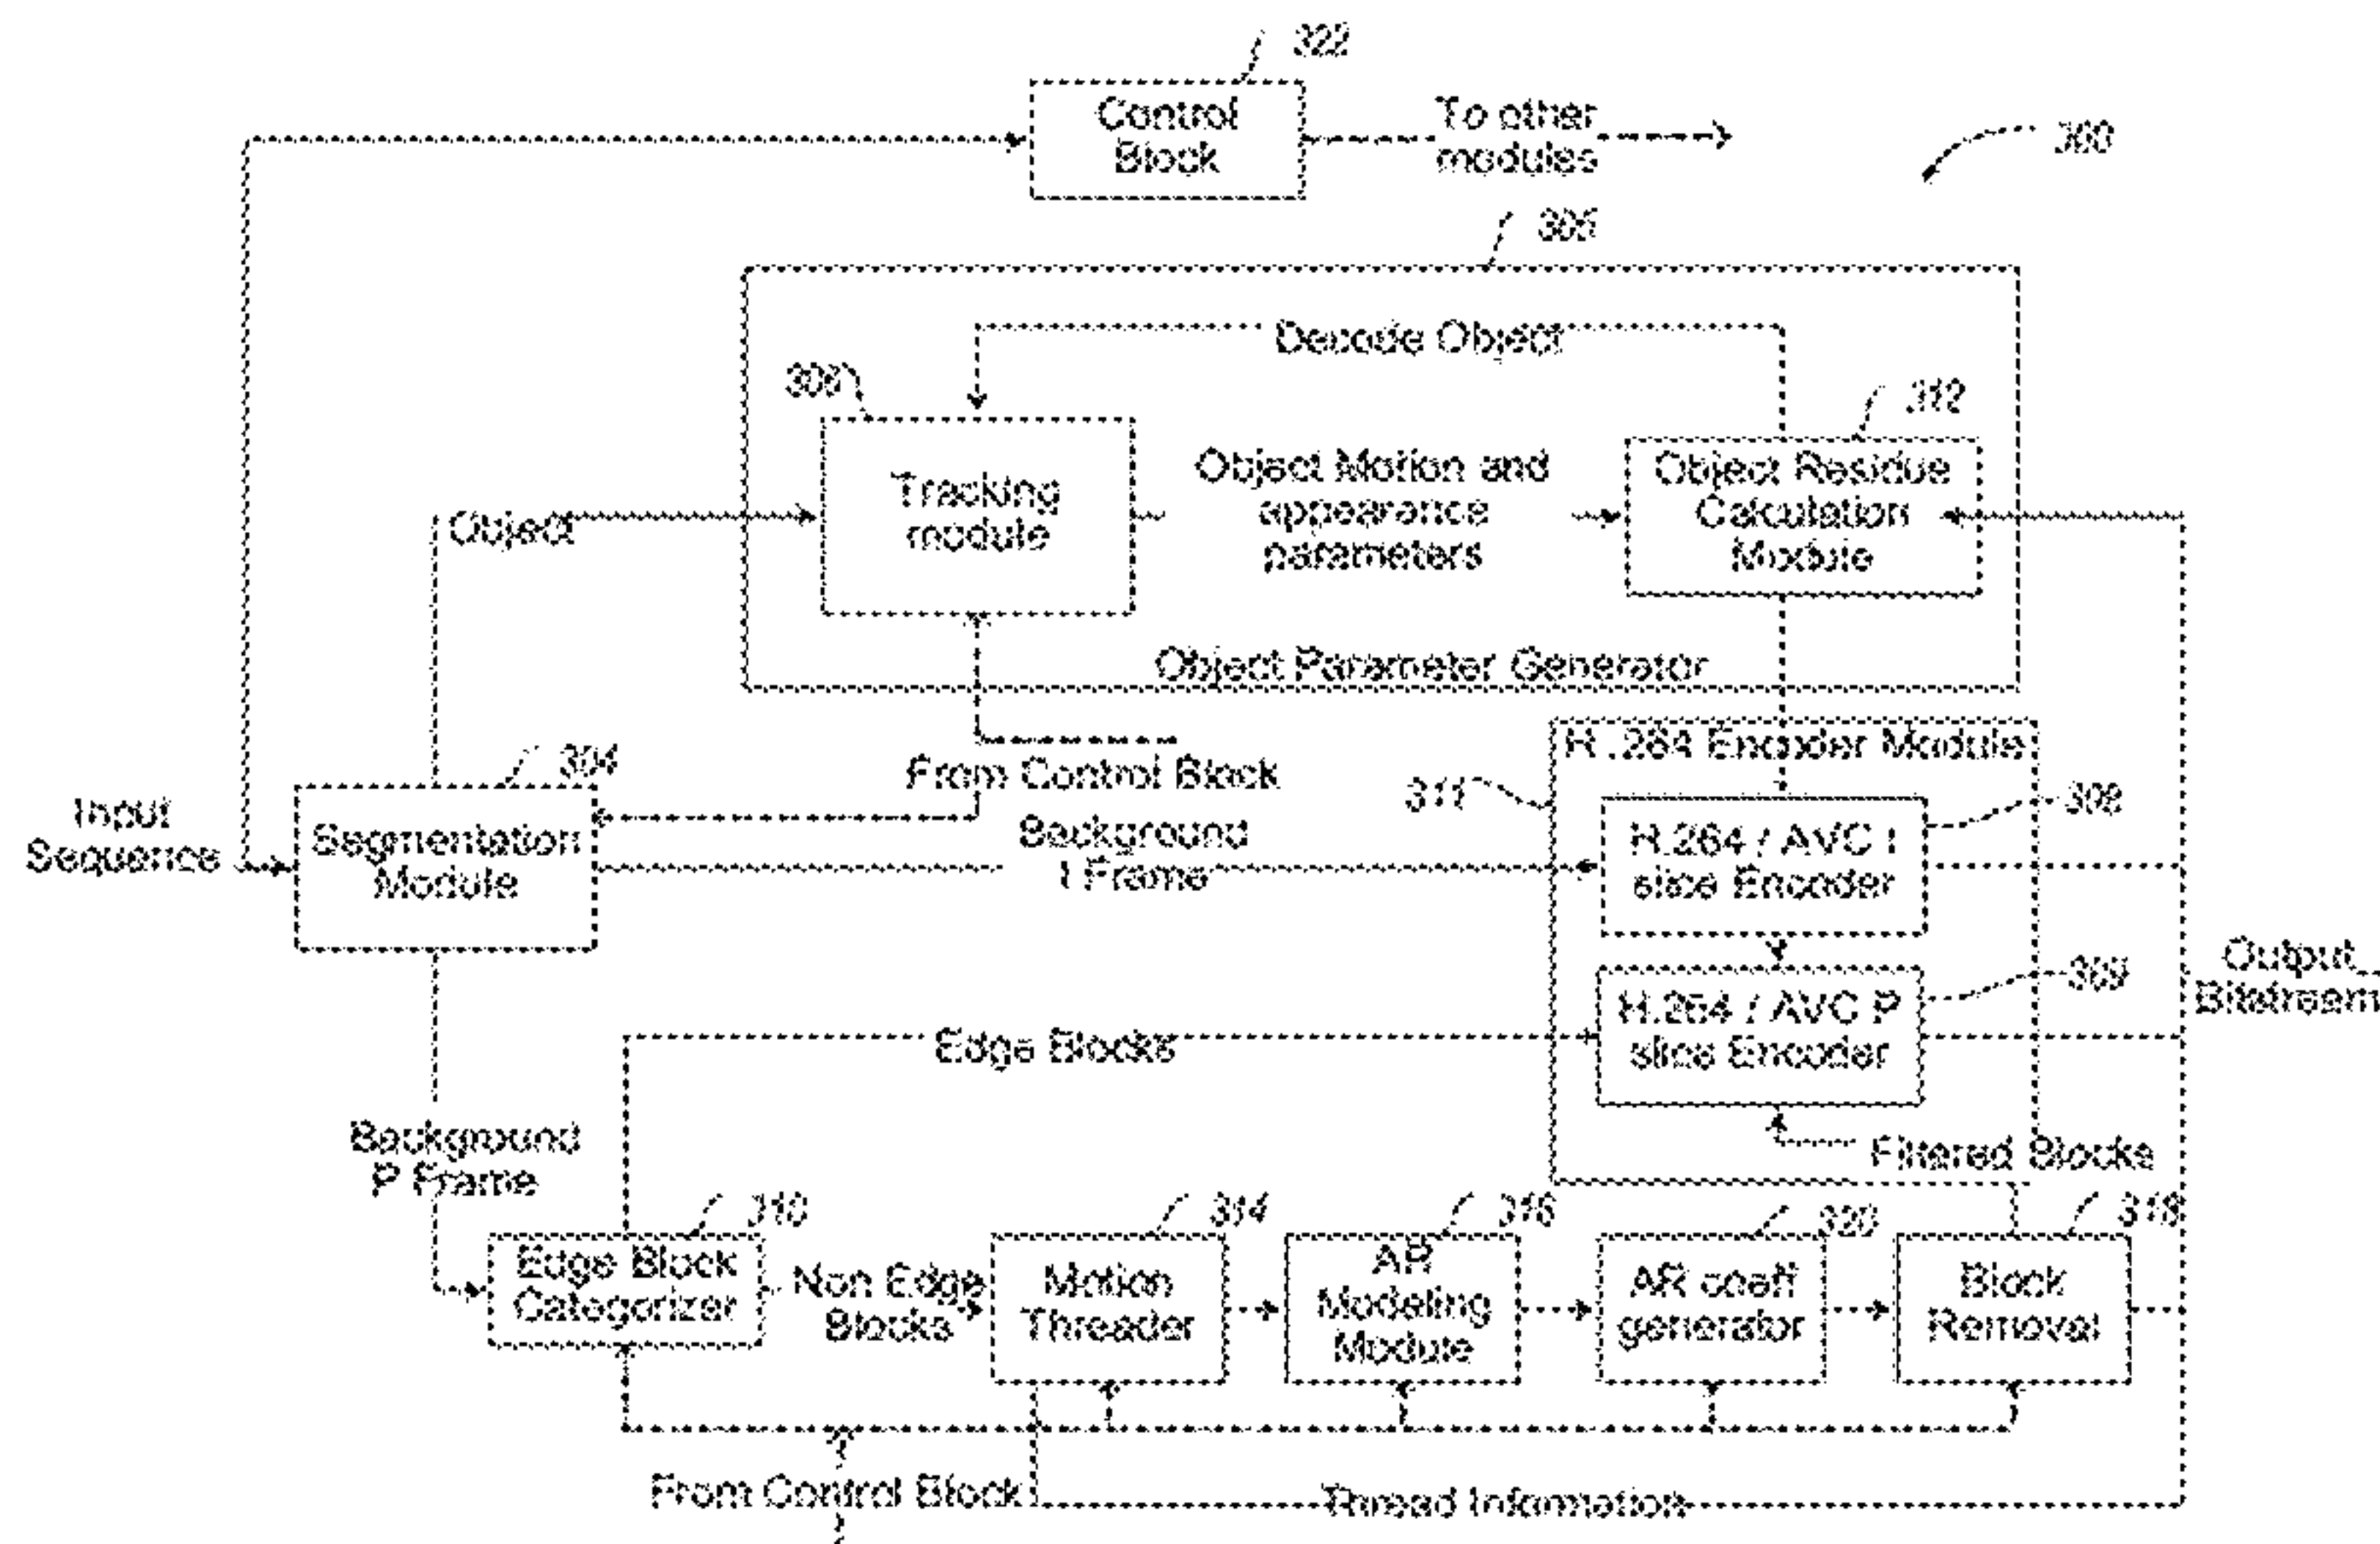 322
Control
Block
To other
modules
300
305
Decode Object
306
312
Tracking
module
Object Motion and
appearance
parameters
Object Residue
Calculation
Module
Object
Object Parameter Generator
304
From Control Block
H.264 Encoder Module
311
308
Input
Sequence
Segmentation
Module
Background
I Frame
H.264 / AVC I
slice Encoder
309
Output
Bitstream
H.264 / AVC P
slice Encoder
Edge Blocks
Background
P Frame
Filtered Blocks
310
314
316
320
318
Edge Block
Categorizer
Non Edge
Blocks
Motion
Threader
AR
Modeling
Module
AR coeff
generator
Block
Removal
From Control Block
Thread Information